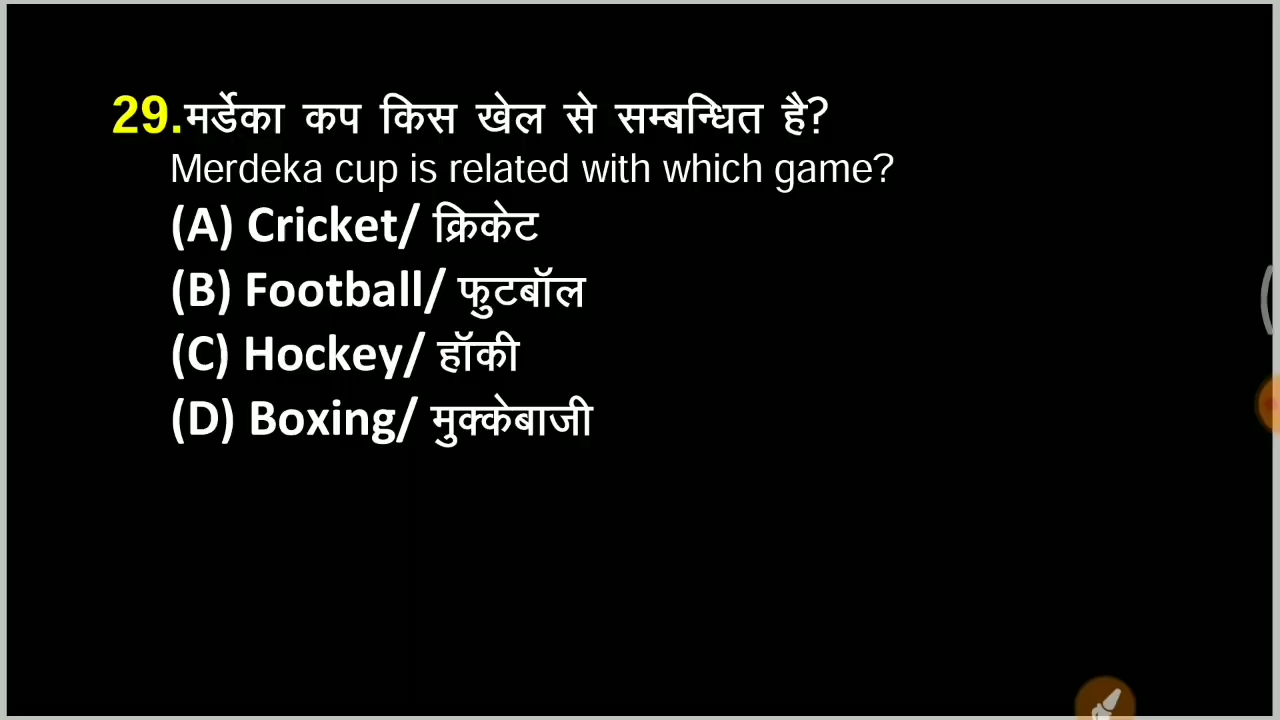 29.मर्डेका कप किस खेल से सम्बन्धित है?
Merdeka cup is related with which game?
(A) Cricket/ क्रिकेट
(B) Football/ फुटबॉल
(C) Hockey/ हॉकी
(D) Boxing/ मुक्केबाजी